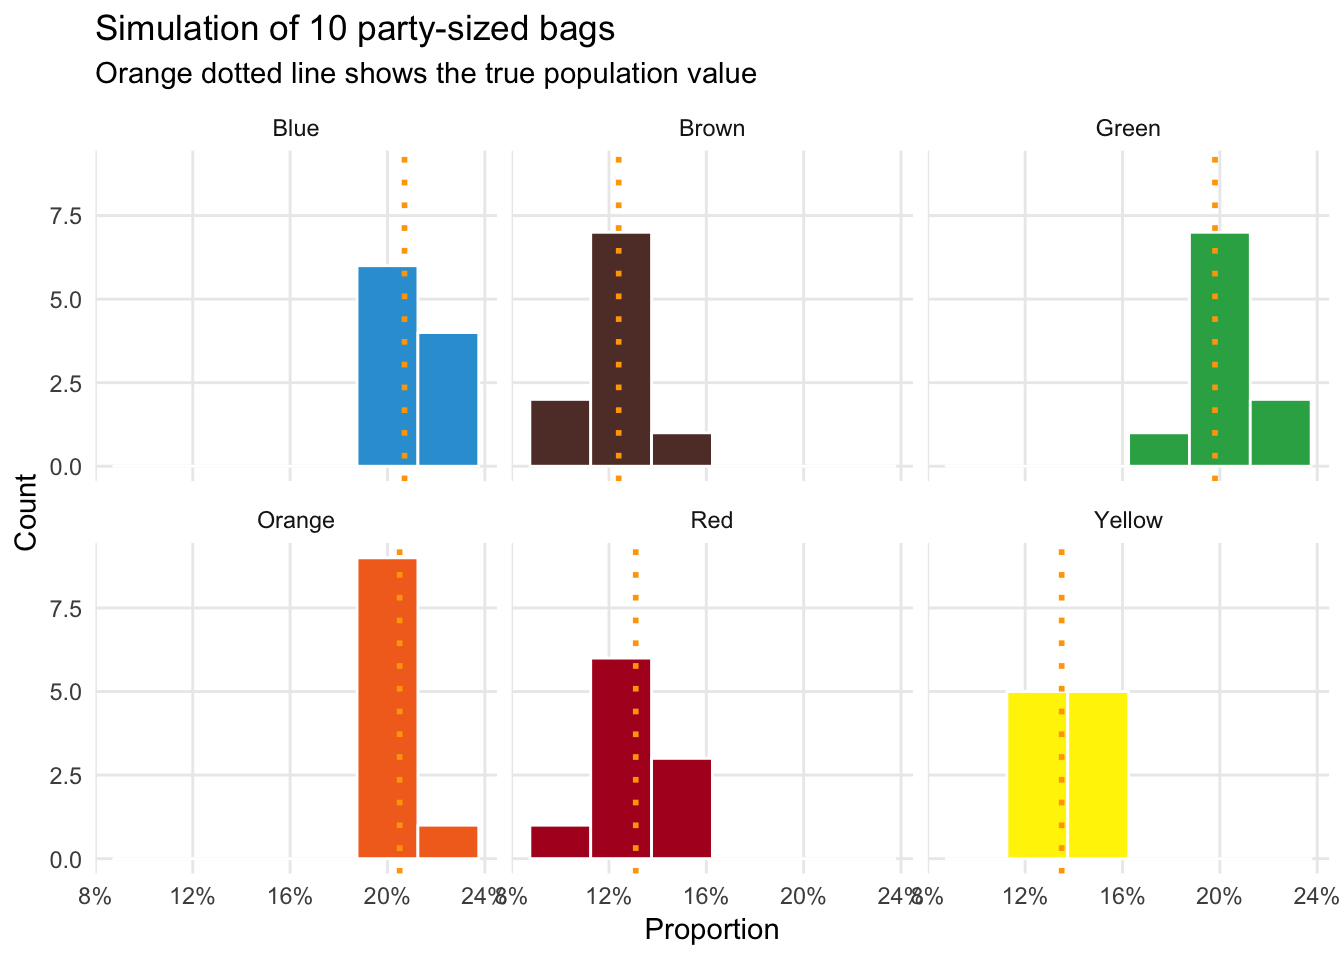 Simulation of 10 party-sized bags
Orange dotted line shows the true population value
Blue Brown Green
7.5
5.0
2.5
0.0
Count
Orange Red Yellow
7.5
5.0
2.5
0.0
8% 12% 16% 20% 24% 8% 12% 16% 20% 24% 8% 12% 16% 20% 24%
Proportion